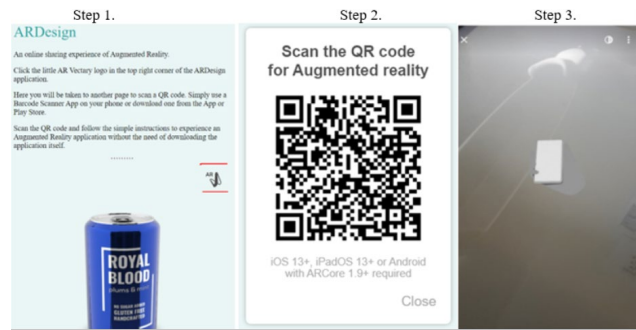 Step 1.
Step 2.
Step 3.
ARDesign
An online sharing experience of Augmented Reality.
Click the little AR Vectary logo in the top right corner of the ARDesign
application.
Here you will be taken to another page to scan a QR code. Simply use a
Barcode Scanner App on your phone or download one from the App or
Play Store.
Scan the QR code and follow the simple instructions to experience an
Augmented Reality application without the need of downloading the
application itself.
.........
AR
ROYAL
BLOOD
plums & 
NO SUGAR ADDED
GLUTEN FREE
HANDCRAFTED
Scan the QR code
for Augmented reality
iOS 13+, iPadOS 13+ or Android
with ARCore 1.9+ required
Close